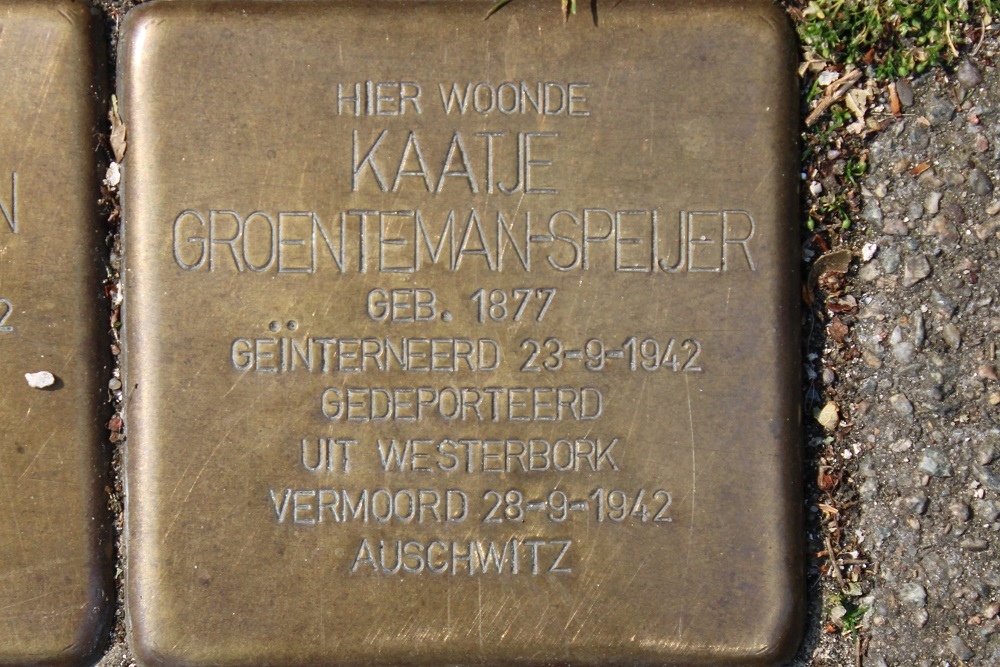 HIER WOONDE
KAATJE
GROENTEMAN-SPEIJER
GEB. 1877
GEÏNTERNEERD 23-9-1942
GEDEPORTEERD
UIT WESTERBORK
VERMOORD 28-9-1942
AUSCHWITZ
N
2